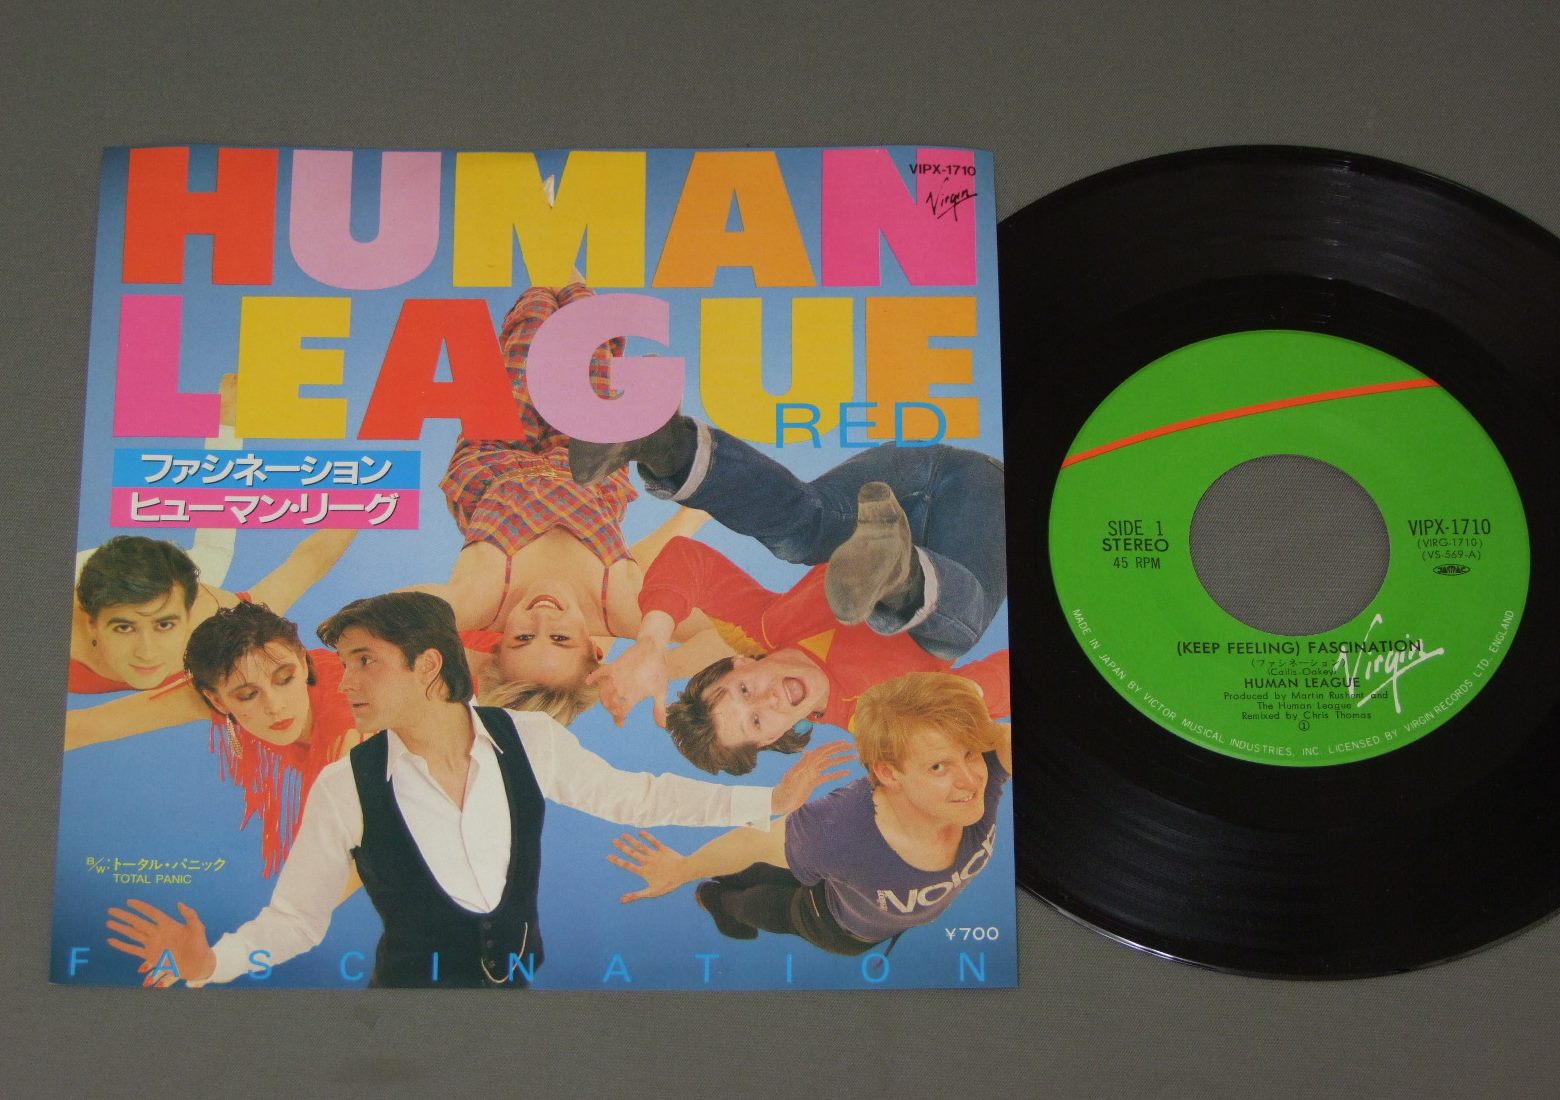 HUMAN
LEAGUE
VIPX-1710
Virgin
RED
ファシネーション
ヒューマン・リーグ
VOICE
B/W:トータル・パニック
TOTAL PANIC
¥700
FASCINATION
SIDE 1
STEREO
45 RPM
VIPX-1710
(VIRG-1710)
(VS-569-A)
JASRAC
(KEEP FEELING) FASCINATION
(ファシネーション
(Callis-Oakey)
HUMAN LEAGUE
Produced by Martin Rushent and
The Human League
Remixed by Chris Thomas
①
Virgin
MADE IN JAPAN BY VICTOR MUSICAL INDUSTRIES, INC. LICENSED BY VIRGIN RECORDS LTD. ENGLAND